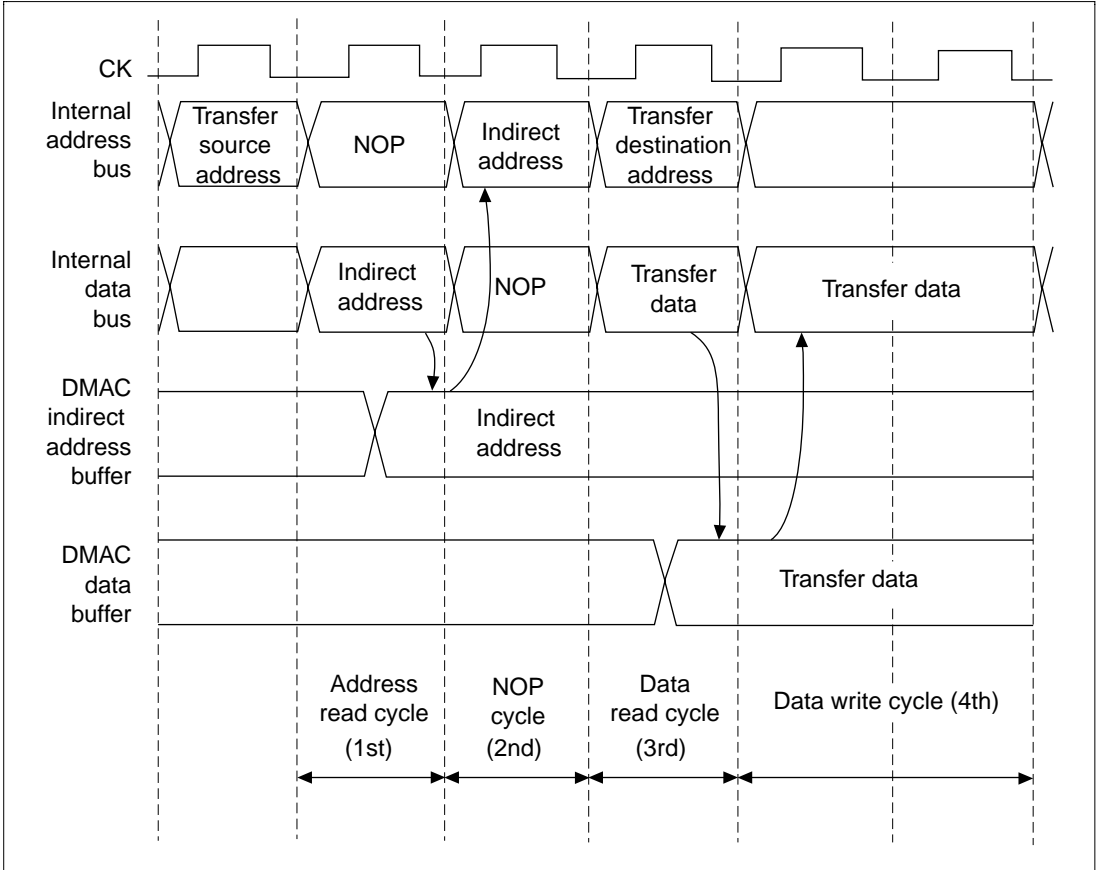 CK
Internal
address
bus
Transfer
source
address
NOP
Indirect
address
Transfer
destination
address
Internal
data
bus
Indirect
address
NOP
Transfer
data
Transfer data
DMAC
indirect
address
buffer
Indirect
address
DMAC
data
buffer
Transfer data
Address
read cycle
(1st)
NOP
cycle
(2nd)
Data
read cycle
(3rd)
Data write cycle (4th)